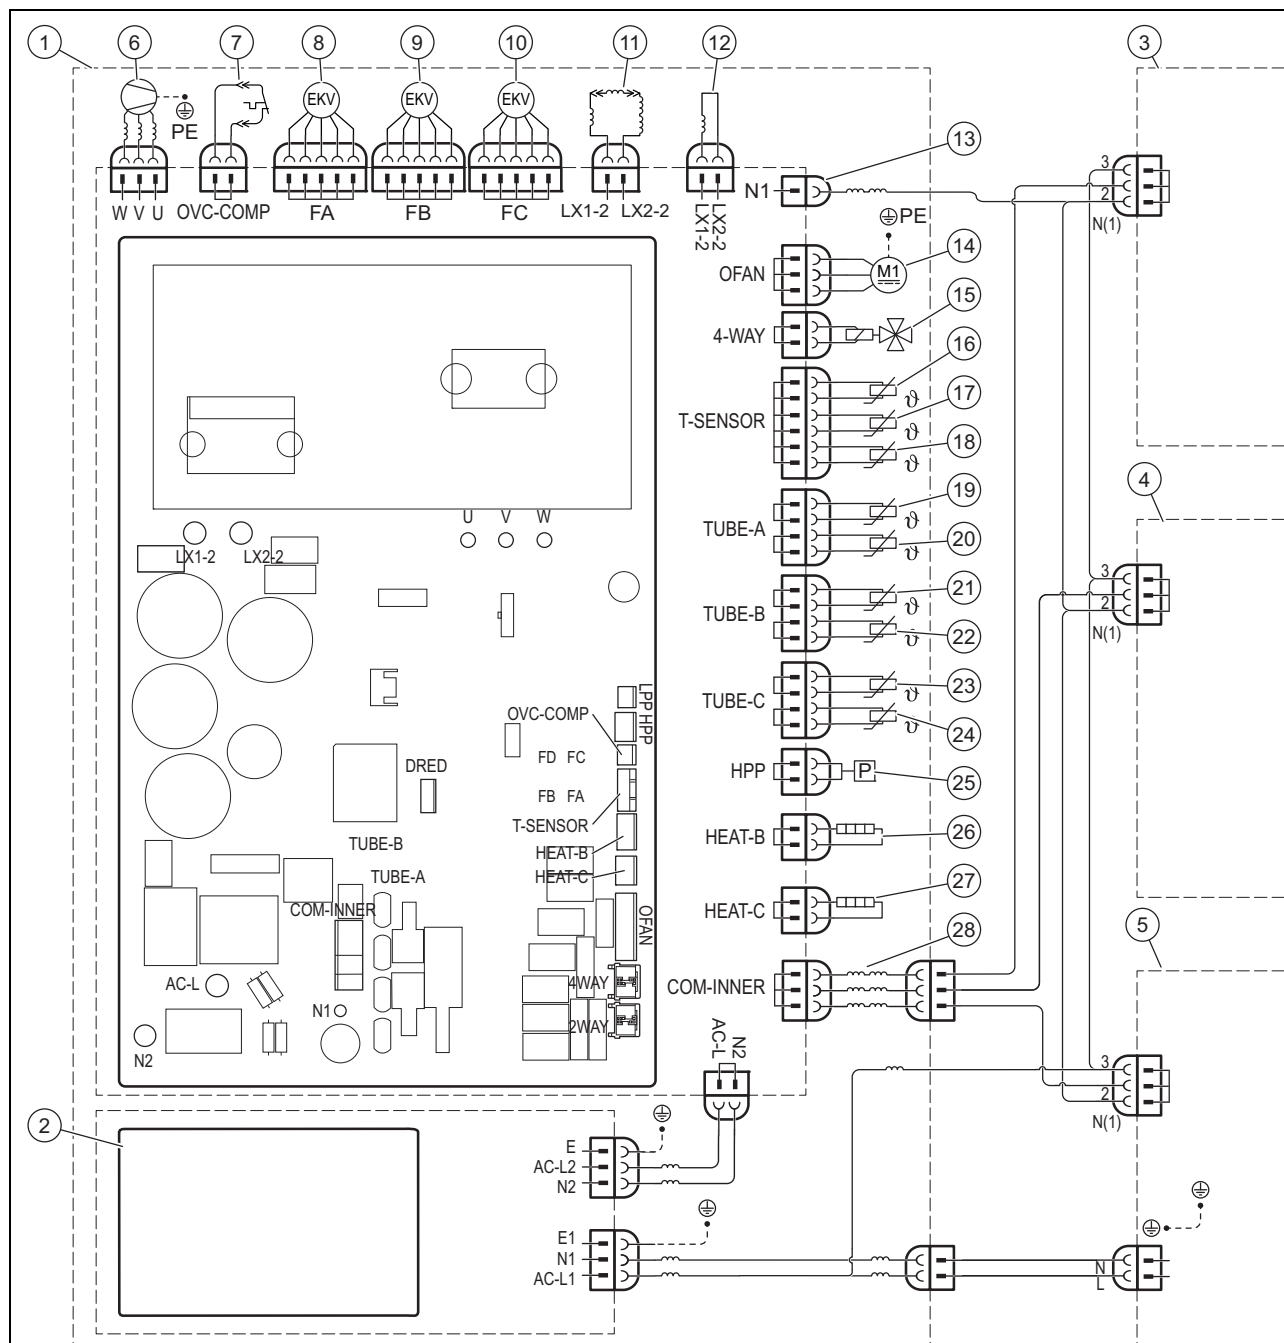 1 6 7 8 9 10 11 12 3
EKV EKV EKV
PE
13
N1
3
2
N(1)
W V U OVC-COMP FA FB FC LX1-2 LX2-2
LX1-2
LX2-2
PE
14
OFAN M1
15
4-WAY
16
T-SENSOR ϑ 17
ϑ 18
ϑ
4
19
TUBE-A ϑ
20
ϑ
U V W
LX1-2 LX2-2
21
TUBE-B ϑ
22
ϑ
3
2
N(1)
23
TUBE-C ϑ
24
ϑ
LPP HPP
OVC-COMP
FD FC
HPP P 25
DRED
FB FA
T-SENSOR
26
HEAT-B
TUBE-B
HEAT-B
TUBE-A
HEAT-C
27
HEAT-C
COM-INNER
OFAN
28
5
COM-INNER
AC-L
4WAY
N1
2WAY
N2
AC-L
N2
3
2
N(1)
2
E
AC-L2
N2
E1
N1
AC-L1
N
L